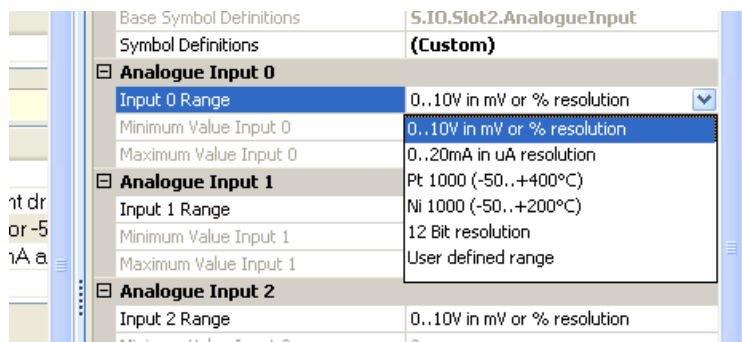 Base Symbol Definitions S.IO.Slot2.AnalogueInput
Symbol Definitions (Custom)
Analogue Input 0
Input 0 Range 0..10V in mV or % resolution
Minimum Value Input 0 0..10V in mV or % resolution
Maximum Value Input 0 0..20mA in uA resolution
Analogue Input 1 Pt 1000 (-50..+400°C)
nt dr
Input 1 Range Ni 1000 (-50..+200°C)
or -5
Minimum Value Input 1 12 Bit resolution
Maximum Value Input 1 User defined range
Analogue Input 2
Input 2 Range 0..10V in mV or % resolution